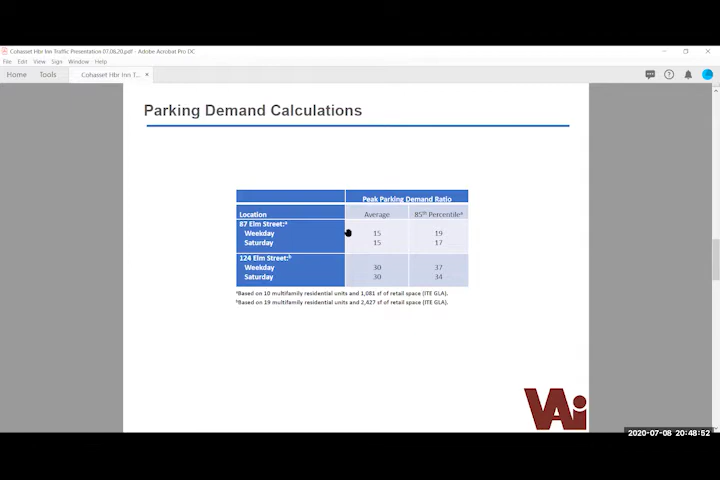 Cohasset Hbr Inn Traffic Presentation 07.08.20.pdf - Adobe Acrobat Pro DC
File Edit View Sign Window Help
Home Tools Cohasset Hbr Inn T... ×
Parking Demand Calculations
Peak Parking Demand Ratio
Location Average 85th Percentileᵃ
87 Elm Street:ᵃ
Weekday 15 19
Saturday 15 17
124 Elm Street:ᵇ
Weekday 30 37
Saturday 30 34
ᵃBased on 10 multifamily residential units and 1,081 sf of retail space (ITE GLA).
ᵇBased on 19 multifamily residential units and 2,427 sf of retail space (ITE GLA).
VAi
2020-07-08 20:48:52